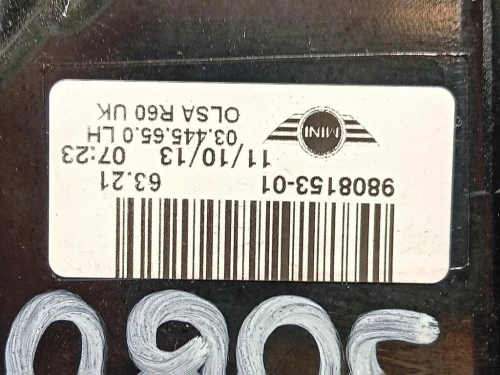 9808153-01 63.21
11/10/13 07:23
03.445.65.0 LH
OLSA R60 UK
MINI